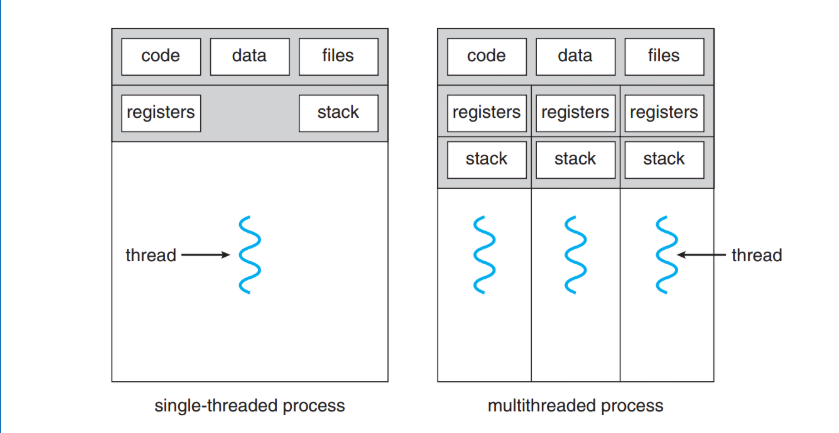 code data files
registers stack
thread
single-threaded process
code data files
registers registers registers
stack stack stack
thread
multithreaded process